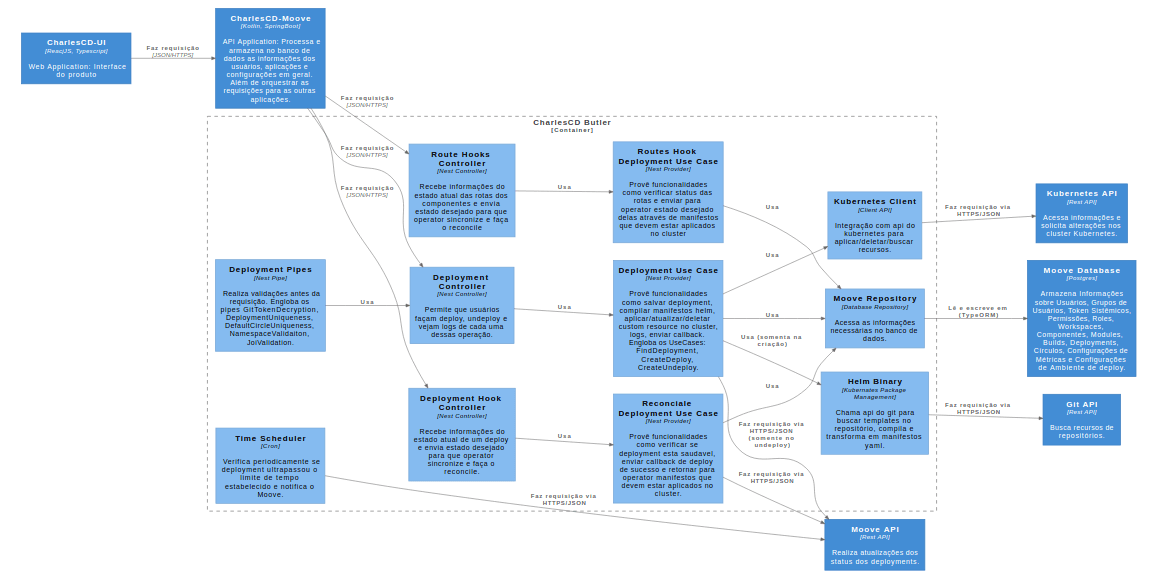 CharlesCD-UI
[ReactJS, Typescript]
Web Application: Interface
do produto
Faz requisição
[JSON/HTTPS]
CharlesCD-Moove
[Kotlin, SpringBoot]
API Application: Processa e
armazena no banco de
dados as informações dos
usuários, aplicações e
configurações em geral.
Além de orquestrar as
requisições para as outras
aplicações.
Faz requisição
[JSON/HTTPS]
Faz requisição
[JSON/HTTPS]
Faz requisição
[JSON/HTTPS]
CharlesCD Butler
[Container]
Route Hooks
Controller
[Nest Controller]
Recebe informações do
estado atual das rotas dos
componentes e envia
estado desejado para que
operator sincronize e faça
o reconcile
Usa
Routes Hook
Deployment Use Case
[Nest Provider]
Provê funcionalidades
como verificar status das
rotas e enviar para
operator estado desejado
delas através de manifestos
que devem estar aplicados
no cluster
Usa
Kubernetes Client
[Client API]
Integração com api do
kubernetes para
aplicar/deletar/buscar
recursos.
Faz requisição via
HTTPS/JSON
Kubernetes API
[Rest API]
Acessa informações e
solicita alterações nos
cluster Kubernetes.
Deployment Pipes
[Nest Pipe]
Realiza validações antes da
requisição. Engloba os
pipes GitTokenDecryption,
DeploymentUniqueness,
DefaultCircleUniqueness,
NamespaceValidaiton,
JoiValidation.
Usa
Deployment
Controller
[Nest Controller]
Permite que usuários
façam deploy, undeploy e
vejam logs de cada uma
dessas operação.
Usa
Deployment Use Case
[Nest Provider]
Provê funcionalidades
como salvar deployment,
compilar manifestos helm,
aplicar/atualizar/deletar
custom resource no cluster,
logs, enviar callback.
Engloba os UseCases:
FindDeployment,
CreateDeploy,
CreateUndeploy.
Usa
Usa
Usa (somenta na
criação)
Moove Repository
[Database Repository]
Acessa as informações
necessárias no banco de
dados.
Lê e escreve em
(TypeORM)
Moove Database
[Postgres]
Armazena Informações
sobre Usuários, Grupos de
Usuários, Token Sistêmicos,
Permissões, Roles,
Workspaces,
Componentes, Modules,
Builds, Deployments,
Círculos, Configurações de
Métricas e Configurações
de Ambiente de deploy.
Time Scheduler
[Cron]
Verifica periodicamente se
deployment ultrapassou o
limite de tempo
estabelecido e notifica o
Moove.
Deployment Hook
Controller
[Nest Controller]
Recebe informações do
estado atual de um deploy
e envia estado desejado
para que operator
sincronize e faça o
reconcile.
Usa
Reconciale
Deployment Use Case
[Nest Provider]
Provê funcionalidades
como verificar se
deployment esta saudavel,
enviar callback de deploy
de sucesso e retornar para
operator manifestos que
devem estar aplicados no
cluster.
Usa
Faz requisição via
HTTPS/JSON
(somente no
undeploy)
Faz requisição via
HTTPS/JSON
Helm Binary
[Kubernates Package
Management]
Chama api do git para
buscar templates no
repositório, compila e
transforma em manifestos
yaml.
Faz requisição via
HTTPS/JSON
Git API
[Rest API]
Busca recursos de
repositórios.
Faz requisição via
HTTPS/JSON
Moove API
[Rest API]
Realiza atualizações dos
status dos deployments.